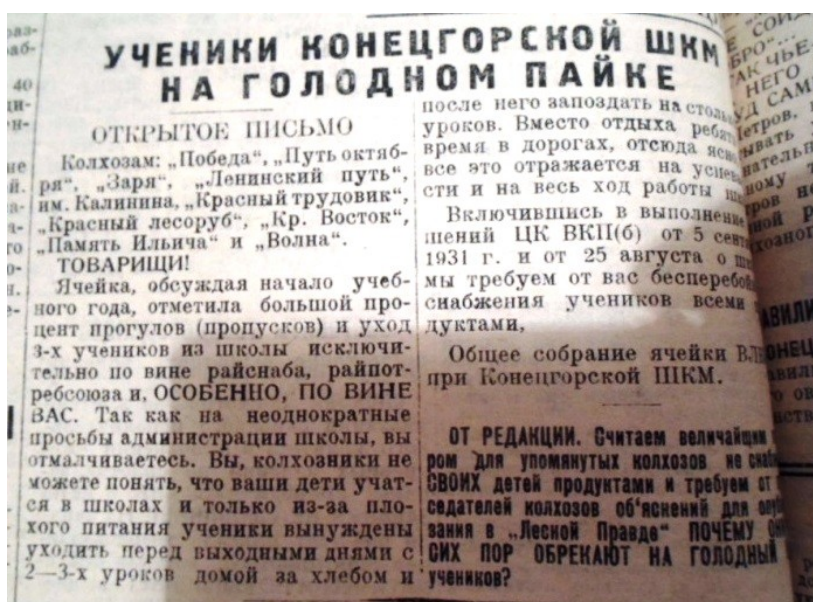 УЧЕНИКИ КОНЕЦГОРСКОЙ ШКМ
НА ГОЛОДНОМ ПАЙКЕ
ОТКРЫТОЕ ПИСЬМО
Колхозам: „Победа“, „Путь октяб-
ря“, „Заря“, „Ленинский путь“,
им. Калинина, „Красный трудовик“,
„Красный лесоруб“, „Кр. Восток“,
„Память Ильича“ и „Волна“.
ТОВАРИЩИ!
Ячейка, обсуждая начало учеб-
ного года, отметила большой про-
цент прогулов (пропусков) и уход
3-х учеников из школы исключи-
тельно по вине райснаба, райпот-
ребсоюза и, ОСОБЕННО, ПО ВИНЕ
ВАС. Так как на неоднократные
просьбы администрации школы, вы
отмалчиваетесь. Вы, колхозники не
можете понять, что ваши дети учат-
ся в школах и только из-за пло-
хого питания ученики вынуждены
уходить перед выходными днями с
2—3-х уроков домой за хлебом и
после него запоздать на столько
уроков. Вместо отдыха
время в дорогах, отсюда
все это отражается на
сти и на весь ход работы
Включившись в выполнение
шений ЦК ВКП(б) от 5
1931 г. и от 25 августа о
мы требуем от вас
снабжения учеников всеми
дуктами,
Общее собрание ячейки
при Конецгорской ШКМ.
ОТ РЕДАКЦИИ. Считаем величайшим
ром для упомянутых колхозов не
СВОИХ детей продуктами и требуем от
седателей колхозов об'яснений для
вания в „Лесной Правде“ ПОЧЕМУ
СИХ ПОР ОБРЕКАЮТ НА ГОЛОДНЫЙ
учеников?